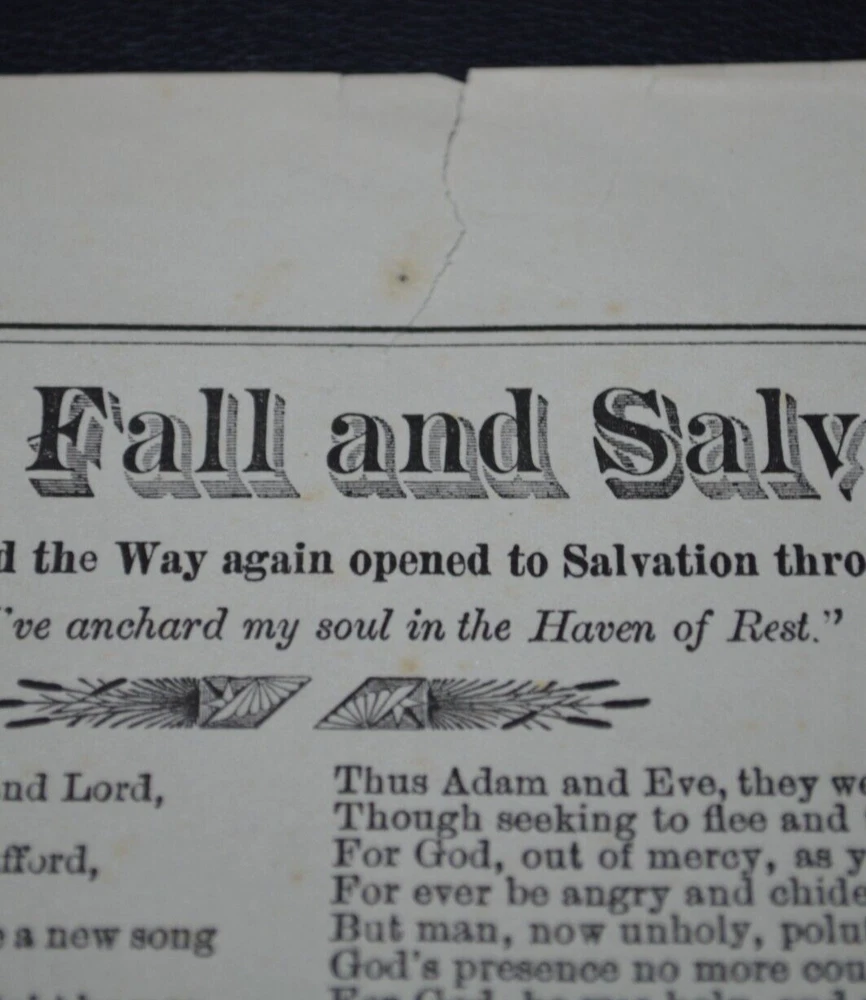 Fall and Salv
d the Way again opened to Salvation thro
've anchard my soul in the Haven of Rest."
nd Lord,
fford,
e a new song
Thus Adam and Eve, they we
Though seeking to flee and
For God, out of mercy, as y
For ever be angry and chide
But man, now unholy, polut
God's presence no more cou